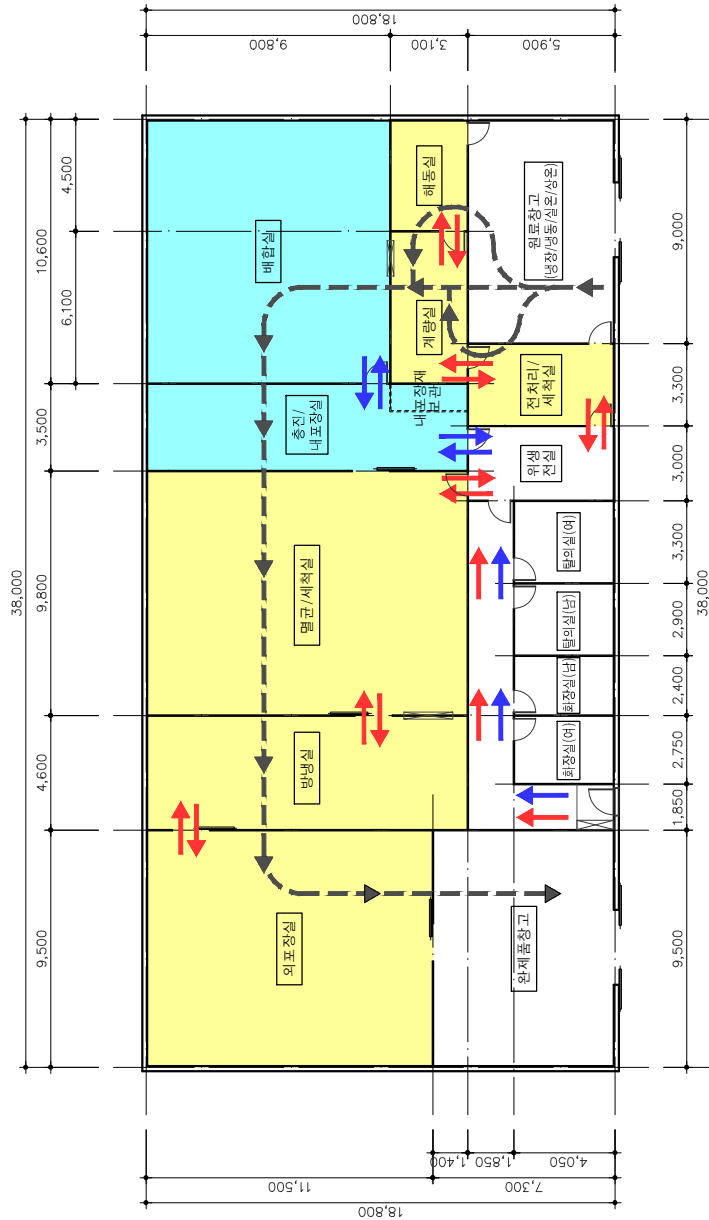 18,800
9,800
3,100
5,900
38,000
10,600
4,500
6,100
3,500
9,800
4,600
9,500
배합실
해동실
원료창고
(냉장/냉동/실온/상온)
계량실
충진/
내포장실
내포장재
보관
전처리/
세척실
위생
전실
멸균/세척실
탈의실(여)
탈의실(남)
화장실(남)
화장실(여)
방냉실
외포장실
완제품창고
9,000
3,300
3,000
3,300
2,900
2,400
2,750
1,850
9,500
38,000
1,400
1,850
4,050
11,500
7,300
18,800